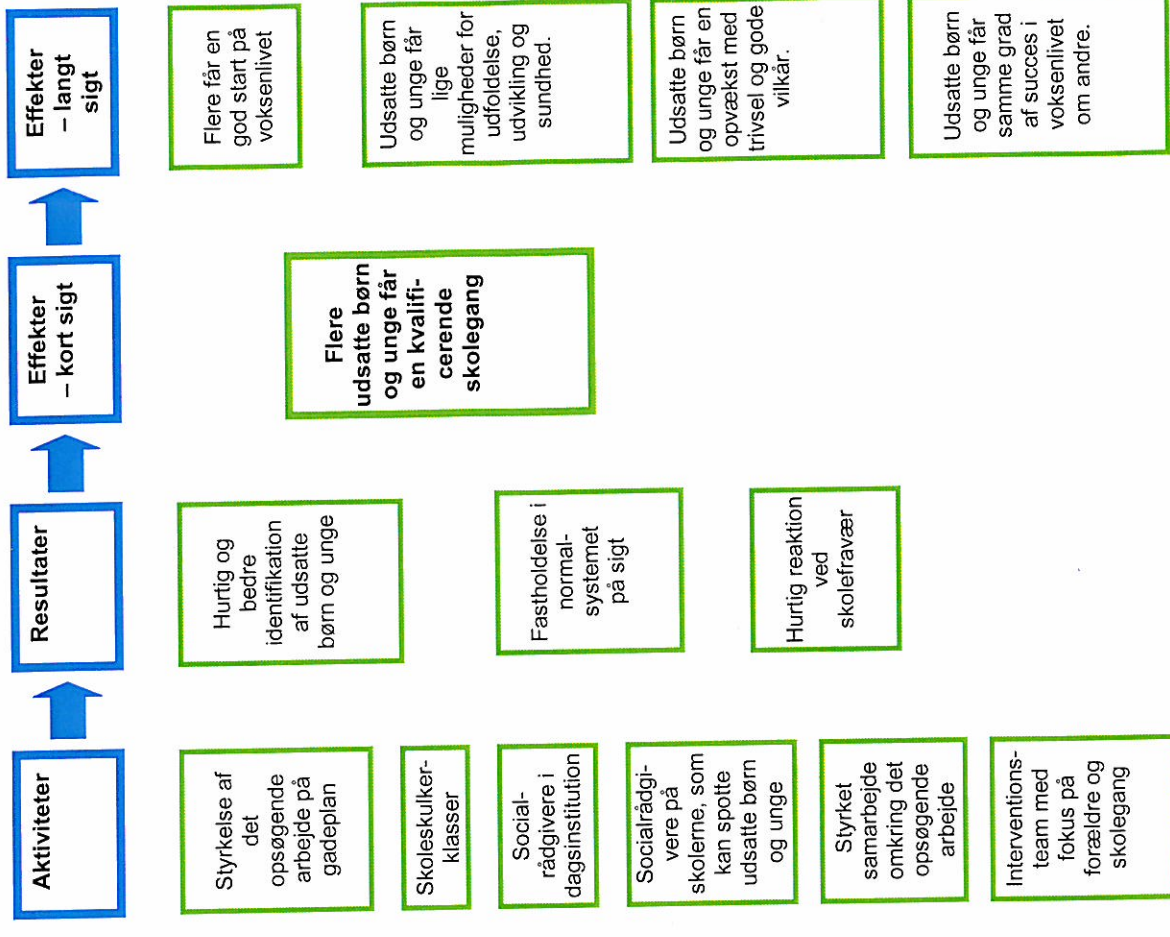 Aktiviteter
Styrkelse af
det
opsøgende
arbejde på
gadeplan
Skoleskulker-
klasser
Social-
rådgivere i
dagsinstitution
Socialrådgi-
vere på
skolerne, som
kan spotte
udsatte børn
og unge
Styrket
samarbejde
omkring det
opsøgende
arbejde
Interventions-
team med
fokus på
forældre og
skolegang
Resultater
Hurtig og
bedre
identifikation
af udsatte
børn og unge
Fastholdelse i
normal-
systemet
på sigt
Hurtig reaktion
ved
skolefravær
Effekter
– kort sigt
Flere
udsatte børn
og unge får
en kvalifi-
cerende
skolegang
Effekter
– langt
sigt
Flere får en
god start på
voksenlivet
Udsatte børn
og unge får
lige
muligheder for
udfoldelse,
udvikling og
sundhed.
Udsatte børn
og unge får en
opvækst med
trivsel og gode
vilkår.
Udsatte børn
og unge får
samme grad
af succes i
voksenlivet
om andre.